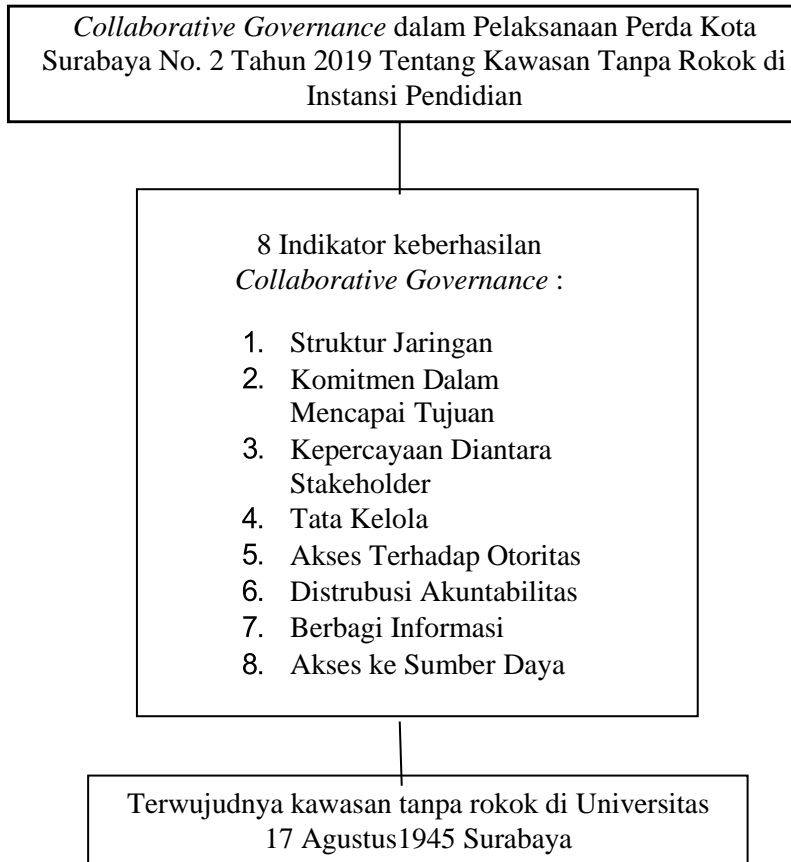 Collaborative Governance dalam Pelaksanaan Perda Kota
Surabaya No. 2 Tahun 2019 Tentang Kawasan Tanpa Rokok di
Instansi Pendidian
8 Indikator keberhasilan
Collaborative Governance :
1. Struktur Jaringan
2. Komitmen Dalam
Mencapai Tujuan
3. Kepercayaan Diantara
Stakeholder
4. Tata Kelola
5. Akses Terhadap Otoritas
6. Distrubusi Akuntabilitas
7. Berbagi Informasi
8. Akses ke Sumber Daya
Terwujudnya kawasan tanpa rokok di Universitas
17 Agustus1945 Surabaya